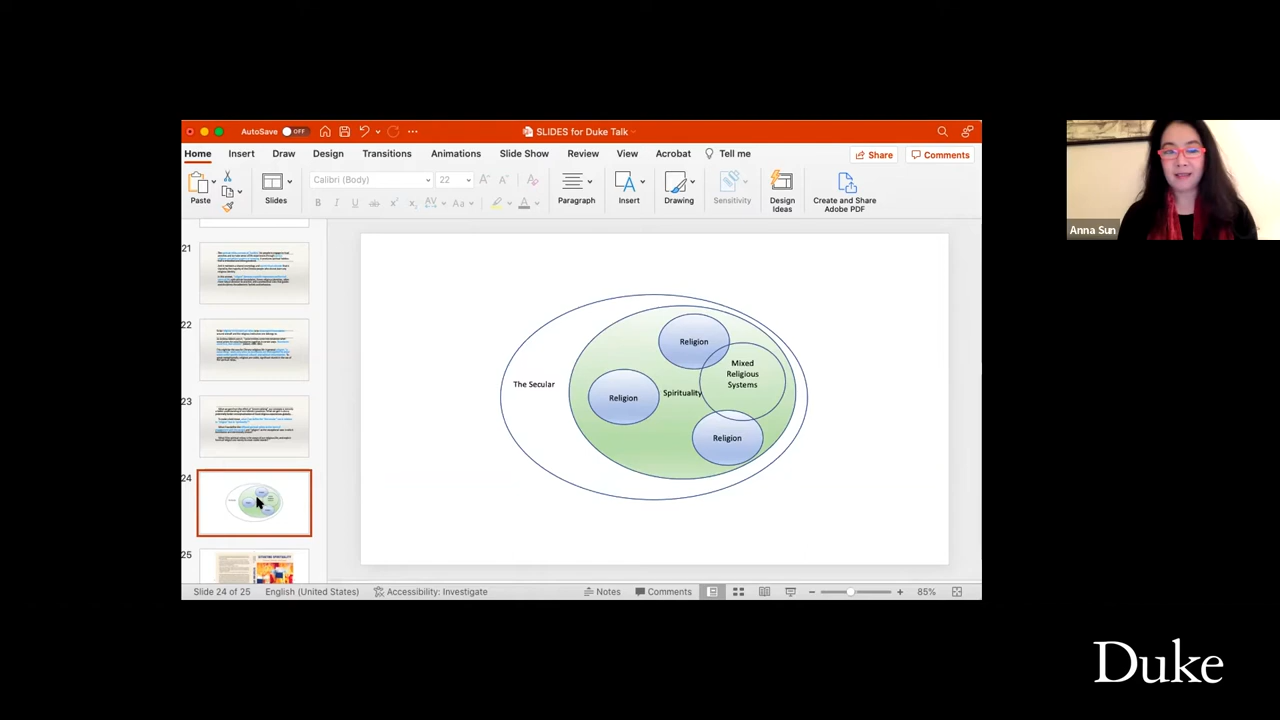 AutoSave OFF
SLIDES for Duke Talk
Home Insert Draw Design Transitions Animations Slide Show Review View Acrobat Tell me
Share Comments
Calibri (Body) 22
Paste Slides Paragraph Insert Drawing Sensitivity Design Ideas Create and Share Adobe PDF
21
22
23
24
25
Religion
Mixed
Religious
Systems
The Secular
Spirituality
Religion
Religion
Slide 24 of 25 English (United States) Accessibility: Investigate Notes Comments 85%
Anna Sun
Duke